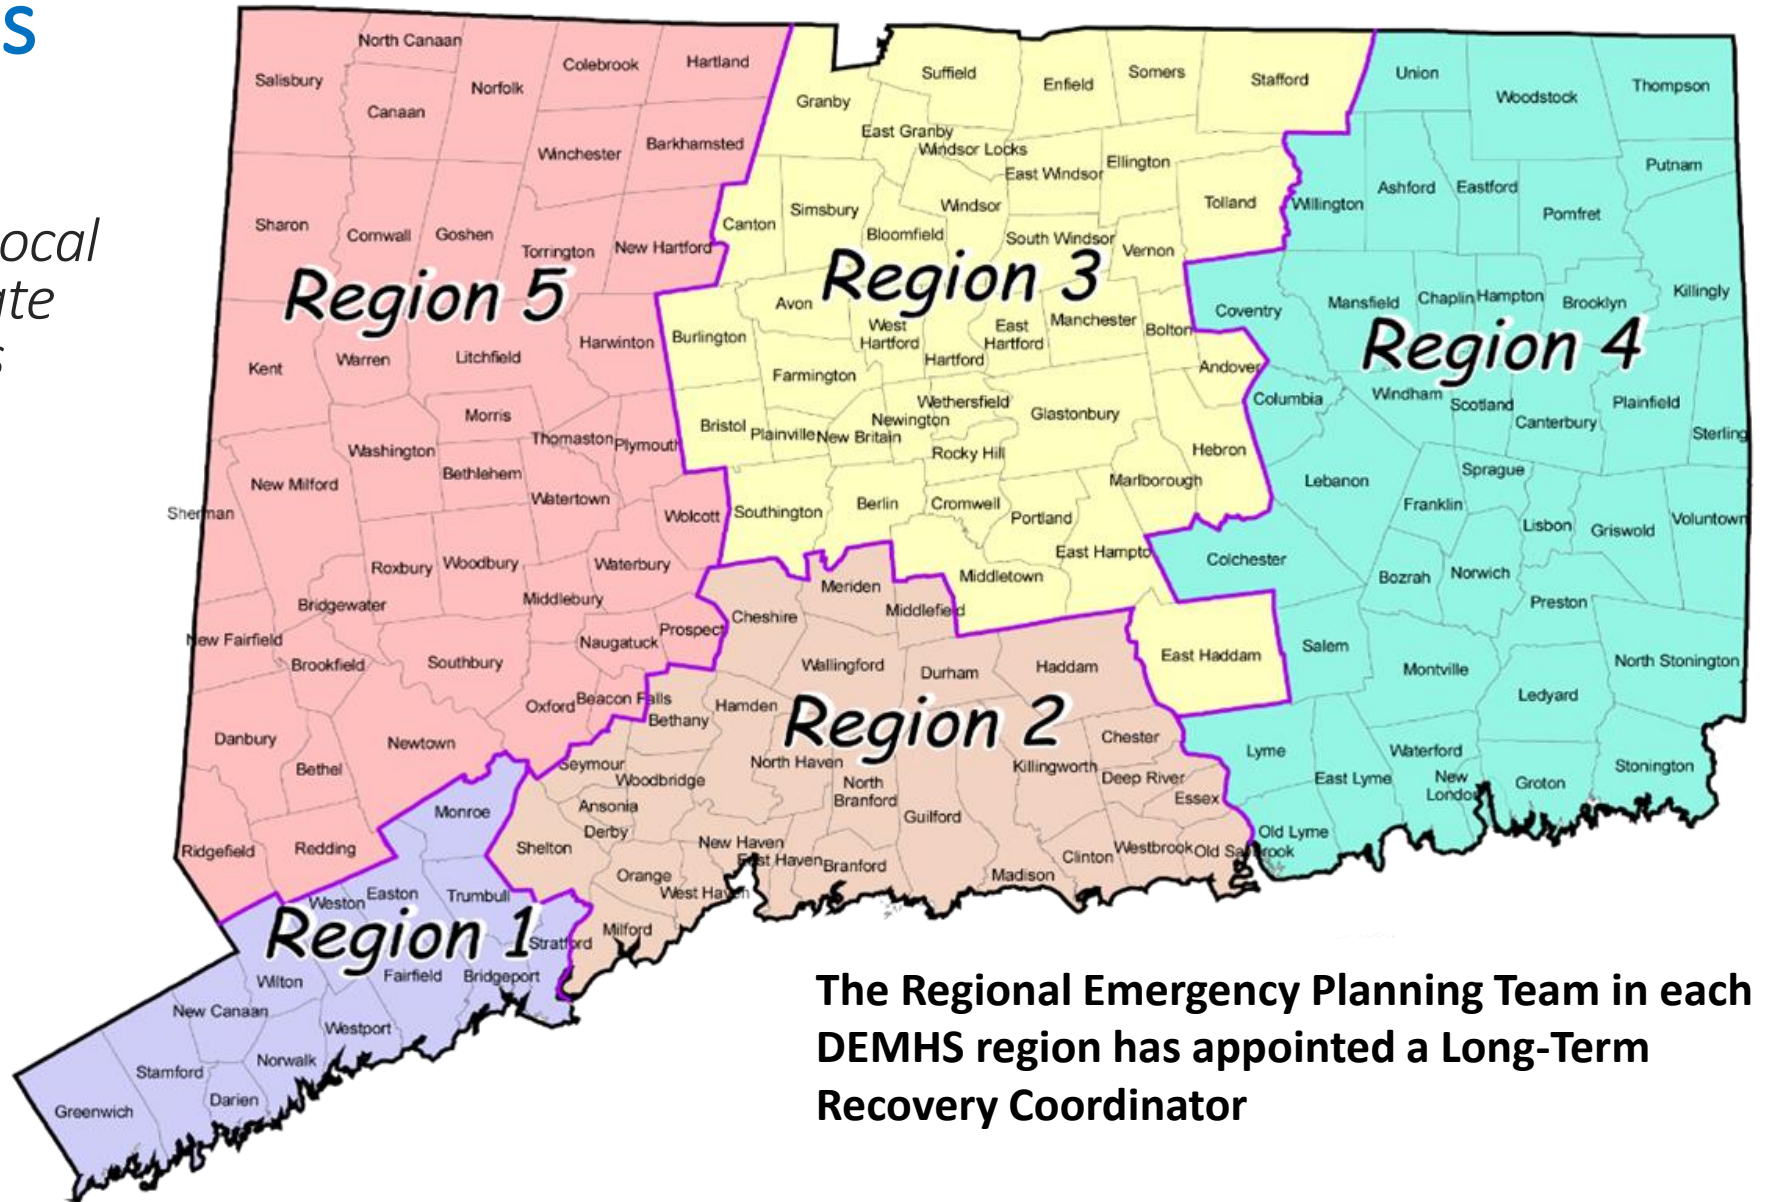 s
ocal
ate
s
North Canaan
Salisbury
Canaan
Norfolk
Colebrook
Hartland
Winchester
Barkhamsted
Sharon
Cornwall
Goshen
Torrington
New Hartford
Region 5
Kent
Warren
Litchfield
Harwinton
Morris
Washington
Thomaston
Plymouth
Bethlehem
New Milford
Watertown
Sherman
Wolcott
Roxbury
Woodbury
Waterbury
Bridgewater
Middlebury
New Fairfield
Brookfield
Southbury
Naugatuck
Prospect
Oxford
Beacon Falls
Danbury
Newtown
Bethel
Ridgefield
Redding
Suffield
Enfield
Somers
Stafford
Granby
East Granby
Windsor Locks
East Windsor
Ellington
Canton
Simsbury
Windsor
Tolland
Bloomfield
South Windsor
Vernon
Region 3
Avon
Burlington
West
Hartford
East
Hartford
Manchester
Bolton
Hartford
Farmington
Andover
Wethersfield
Newington
Glastonbury
Bristol
Plainville
New Britain
Rocky Hill
Hebron
Marlborough
Southington
Berlin
Cromwell
Portland
East Hampto
Middletown
East Haddam
Union
Woodstock
Thompson
Putnam
Willington
Ashford
Eastford
Pomfret
Coventry
Mansfield
Chaplin
Hampton
Brooklyn
Killingly
Region 4
Columbia
Windham
Scotland
Canterbury
Plainfield
Sterling
Lebanon
Sprague
Franklin
Lisbon
Griswold
Voluntown
Colchester
Bozrah
Norwich
Preston
Salem
Montville
North Stonington
Ledyard
Lyme
East Lyme
Waterford
New
London
Groton
Stonington
Old Lyme
Meriden
Cheshire
Middlefield
Wallingford
Durham
Haddam
Bethany
Hamden
Region 2
Chester
Seymour
Woodbridge
North Haven
North
Branford
Killingworth
Deep River
Essex
Ansonia
Derby
Guilford
Shelton
New Haven
East Haven
Branford
Clinton
Westbrook
Old Saybrook
Orange
West Haven
Madison
Milford
Monroe
Weston
Easton
Trumbull
Region 1
Stratford
Wilton
Fairfield
Bridgeport
New Canaan
Westport
Norwalk
Stamford
Darien
Greenwich
The Regional Emergency Planning Team in each
DEMHS region has appointed a Long-Term
Recovery Coordinator